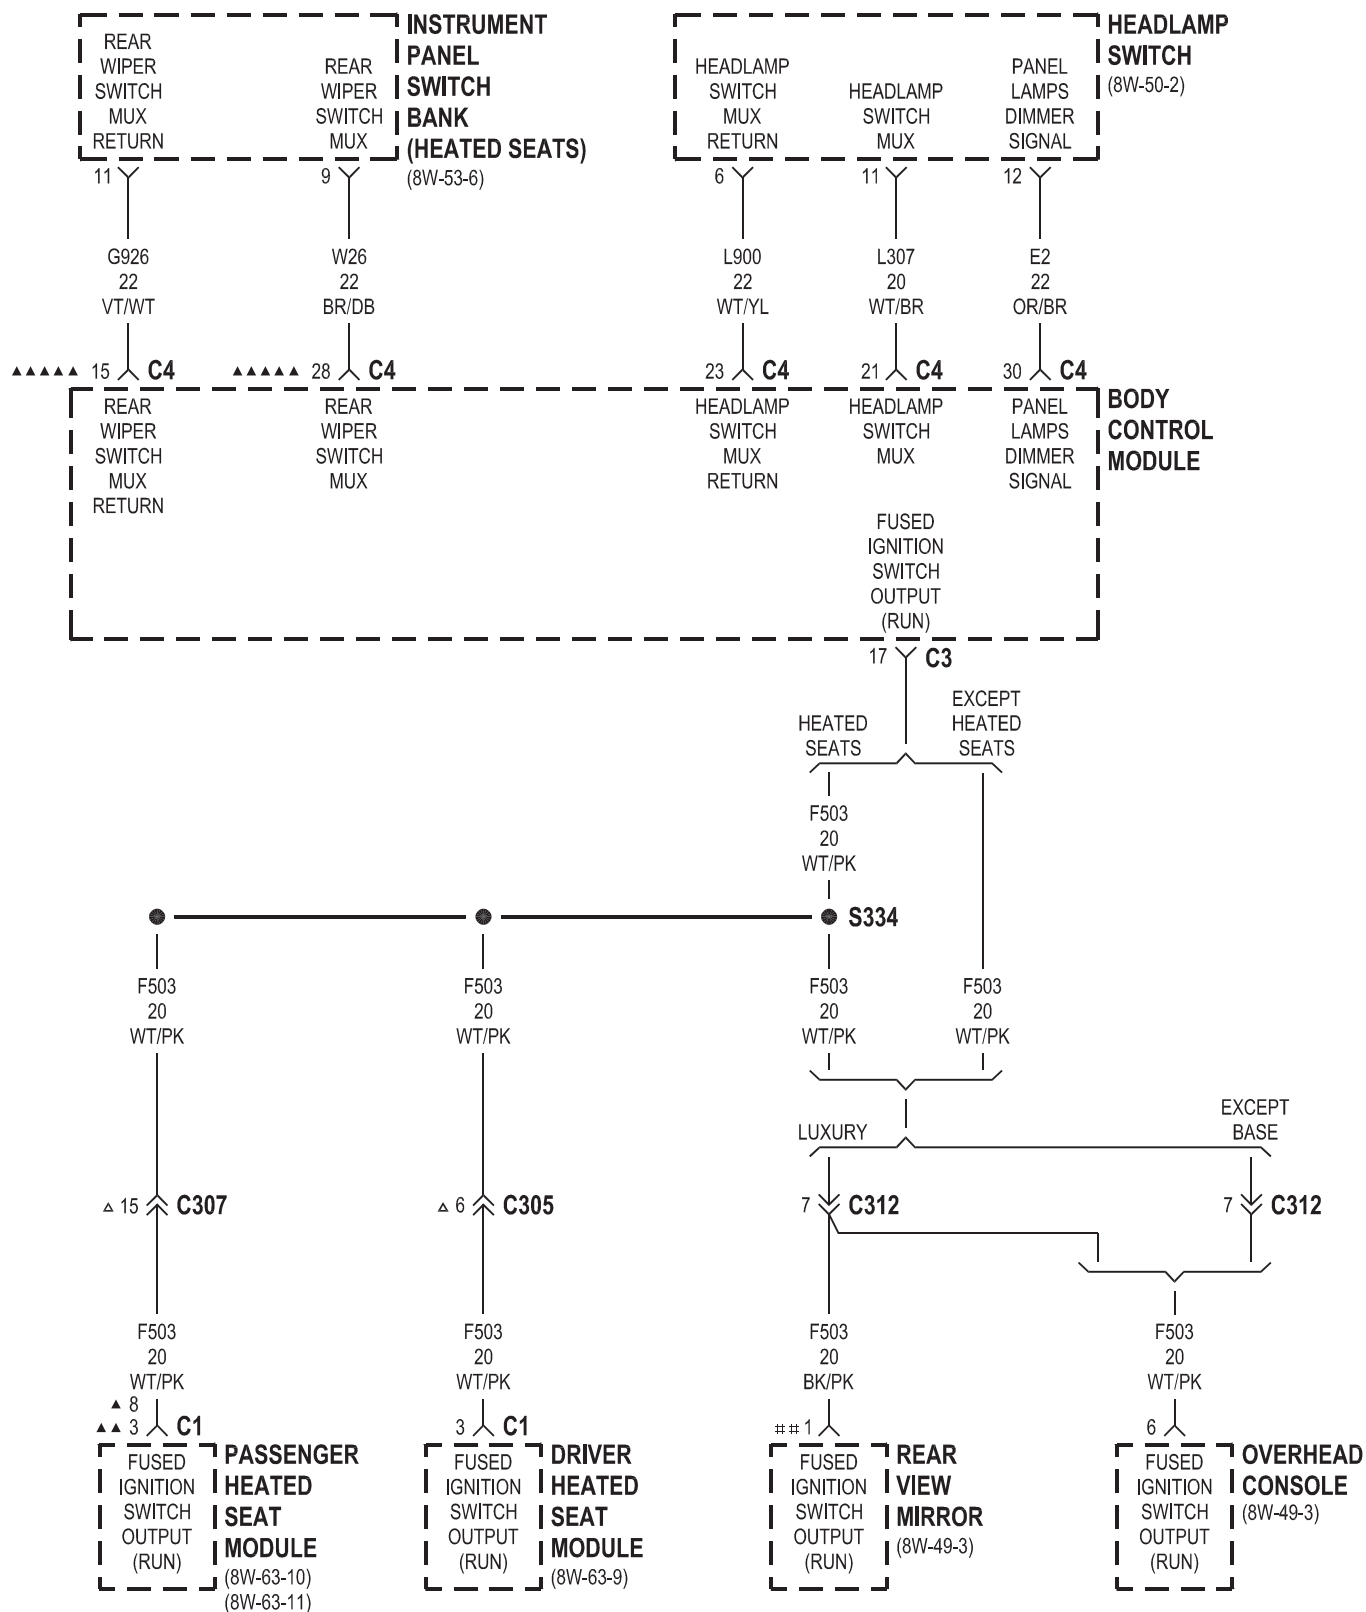 REAR
WIPER
SWITCH
MUX
RETURN
REAR
WIPER
SWITCH
MUX
INSTRUMENT
PANEL
SWITCH
BANK
(HEATED SEATS)
(8W-53-6)
HEADLAMP
SWITCH
MUX
RETURN
HEADLAMP
SWITCH
MUX
PANEL
LAMPS
DIMMER
SIGNAL
HEADLAMP
SWITCH
(8W-50-2)
11
9
6
11
12
G926
22
VT/WT
W26
22
BR/DB
L900
22
WT/YL
L307
20
WT/BR
E2
22
OR/BR
▲▲▲▲▲ 15 C4
▲▲▲▲▲ 28 C4
23 C4
21 C4
30 C4
REAR
WIPER
SWITCH
MUX
RETURN
REAR
WIPER
SWITCH
MUX
HEADLAMP
SWITCH
MUX
RETURN
HEADLAMP
SWITCH
MUX
PANEL
LAMPS
DIMMER
SIGNAL
BODY
CONTROL
MODULE
FUSED
IGNITION
SWITCH
OUTPUT
(RUN)
17 C3
HEATED
SEATS
EXCEPT
HEATED
SEATS
F503
20
WT/PK
S334
F503
20
WT/PK
F503
20
WT/PK
F503
20
WT/PK
F503
20
WT/PK
LUXURY
EXCEPT
BASE
△ 15 C307
△ 6 C305
7 C312
7 C312
F503
20
WT/PK
F503
20
WT/PK
F503
20
BK/PK
F503
20
WT/PK
▲ 8
▲▲ 3 C1
3 C1
## 1
6
FUSED
IGNITION
SWITCH
OUTPUT
(RUN)
PASSENGER
HEATED
SEAT
MODULE
(8W-63-10)
(8W-63-11)
FUSED
IGNITION
SWITCH
OUTPUT
(RUN)
DRIVER
HEATED
SEAT
MODULE
(8W-63-9)
FUSED
IGNITION
SWITCH
OUTPUT
(RUN)
REAR
VIEW
MIRROR
(8W-49-3)
FUSED
IGNITION
SWITCH
OUTPUT
(RUN)
OVERHEAD
CONSOLE
(8W-49-3)